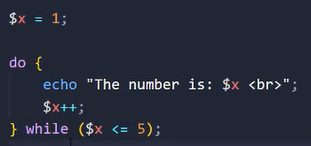 $x = 1;
do {
    echo "The number is: $x <br>";
    $x++;
} while ($x <= 5);